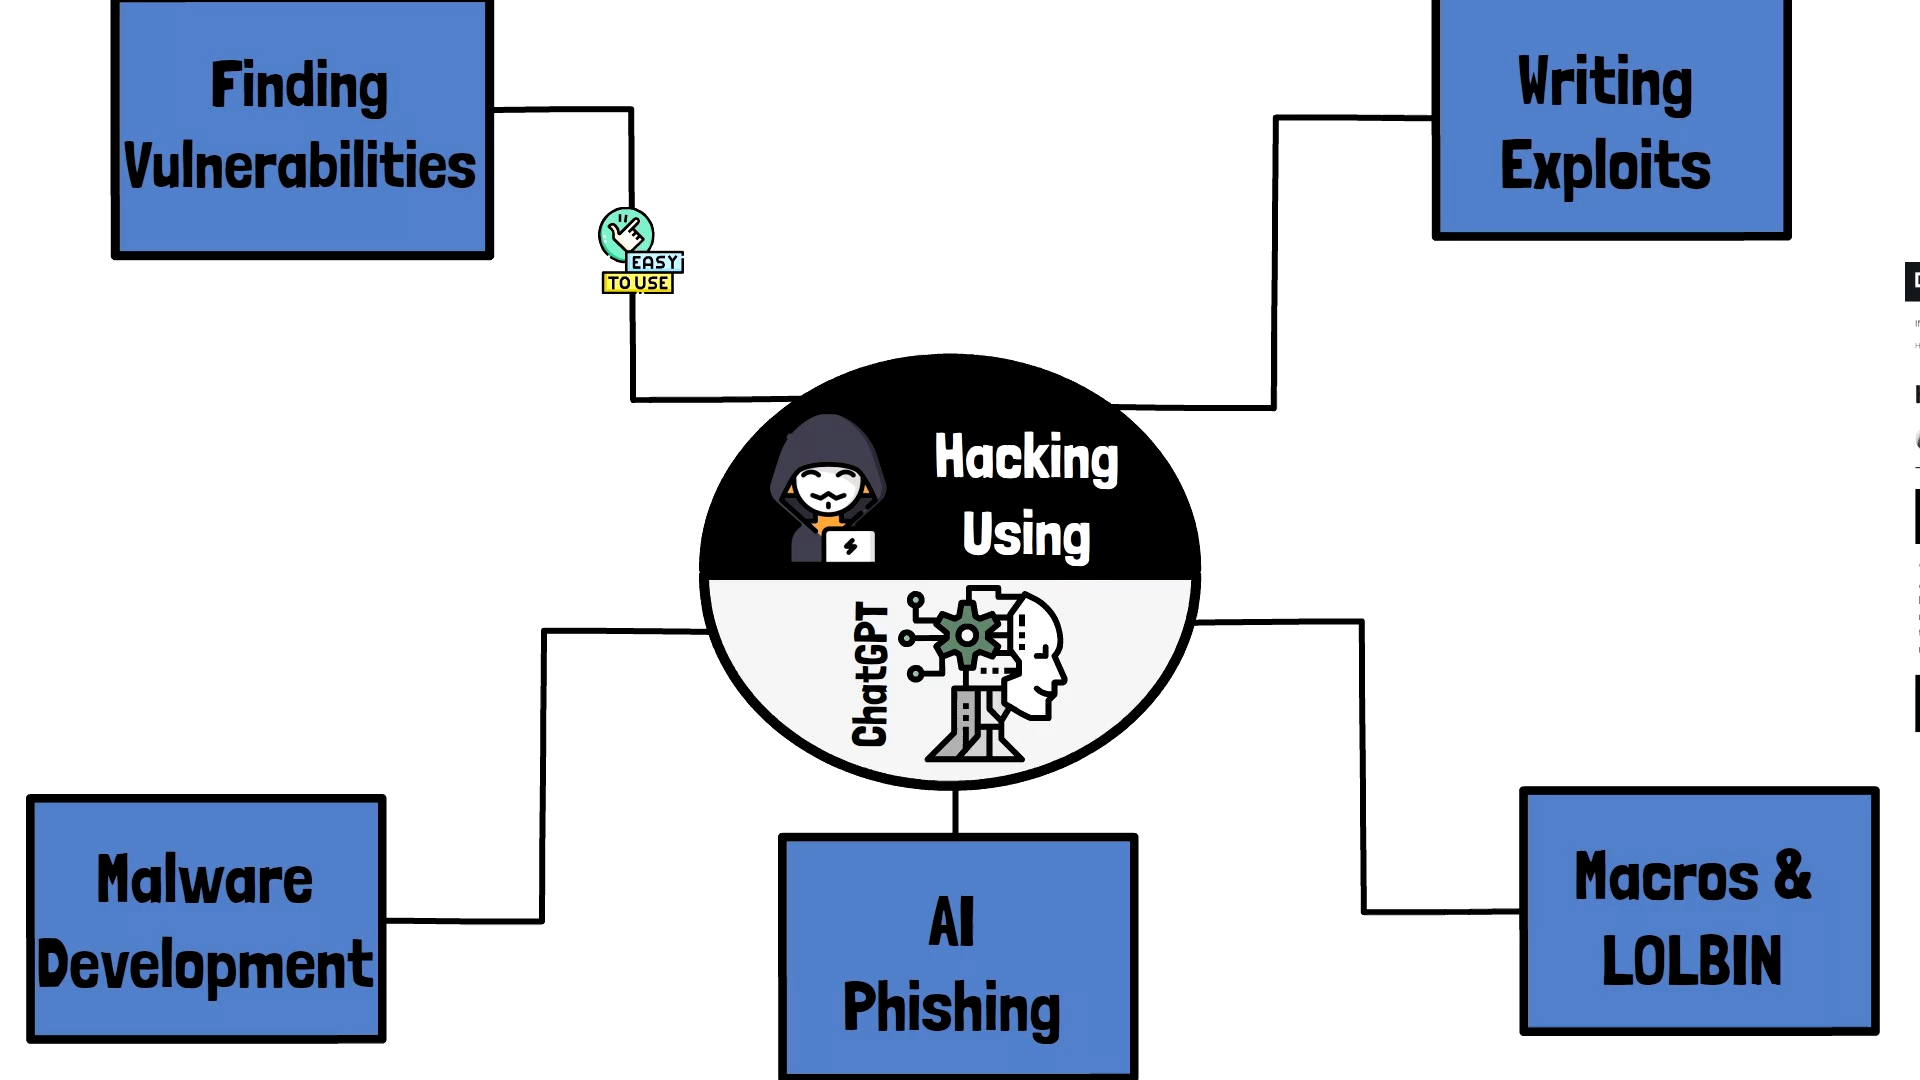 Finding
Vulnerabilities
Writing
Exploits
EASY
TO USE
Hacking
Using
ChatGPT
Malware
Development
AI
Phishing
Macros &
LOLBIN